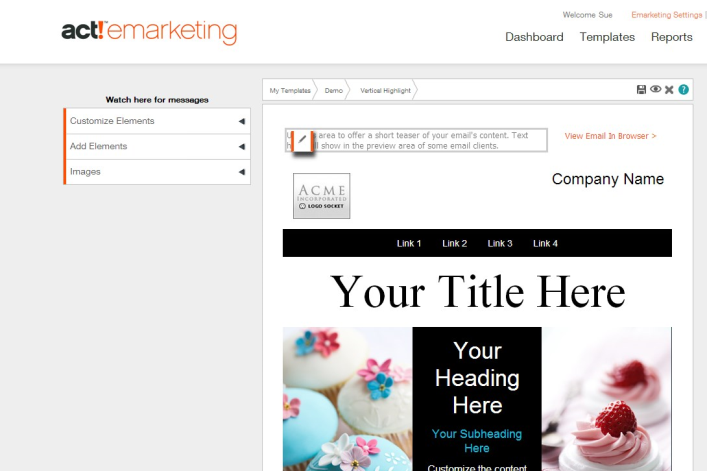 Welcome Sue Emarketing Settings |
act! emarketing
Dashboard Templates Reports
Watch here for messages
Customize Elements
Add Elements
Images
My Templates Demo Vertical Highlight
?
area to offer a short teaser of your email's content. Text
show in the preview area of some email clients.
View Email In Browser >
ACME
INCORPORATED
LOGO SOCKET
Company Name
Link 1 Link 2 Link 3 Link 4
Your Title Here
Your
Heading
Here
Your Subheading
Here
Customize the content